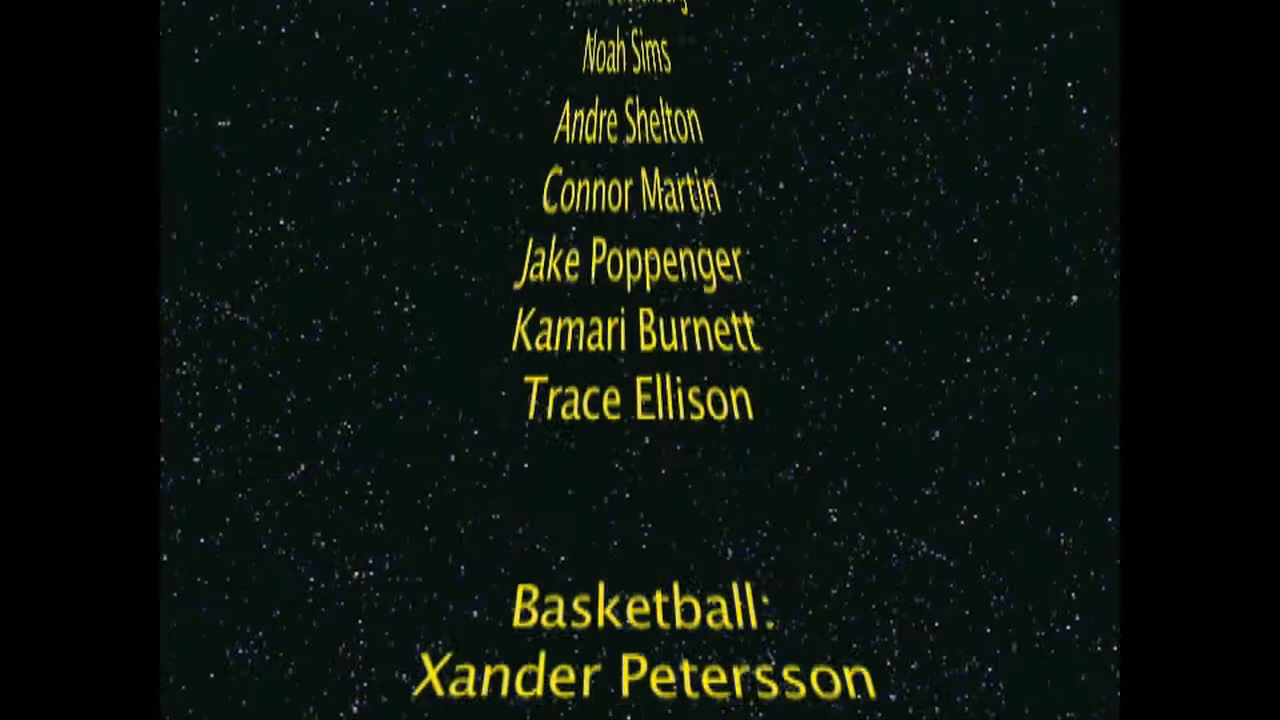 Noah Sims
Andre Shelton
Connor Martin
Jake Poppenger
Kamari Burnett
Trace Ellison
Basketball:
Xander Petersson